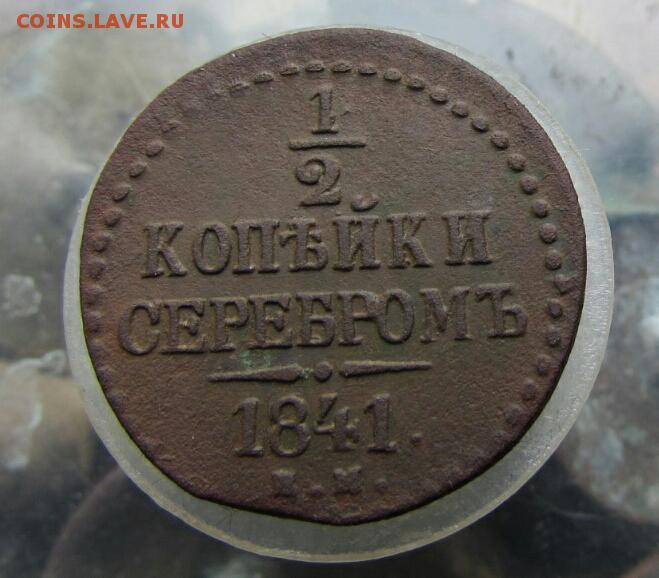 COINS.LAVE.RU
1
2
КОПѢЙКИ
СЕРЕБРОМЪ
1841.